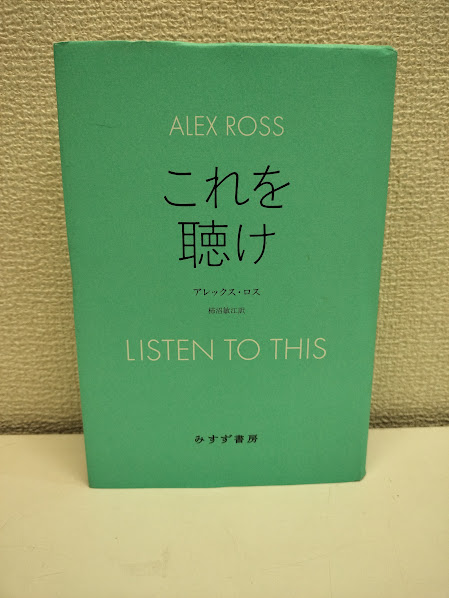 ALEX ROSS
これを
聴け
アレックス・ロス
柿沼敏江訳
LISTEN TO THIS
みすず書房